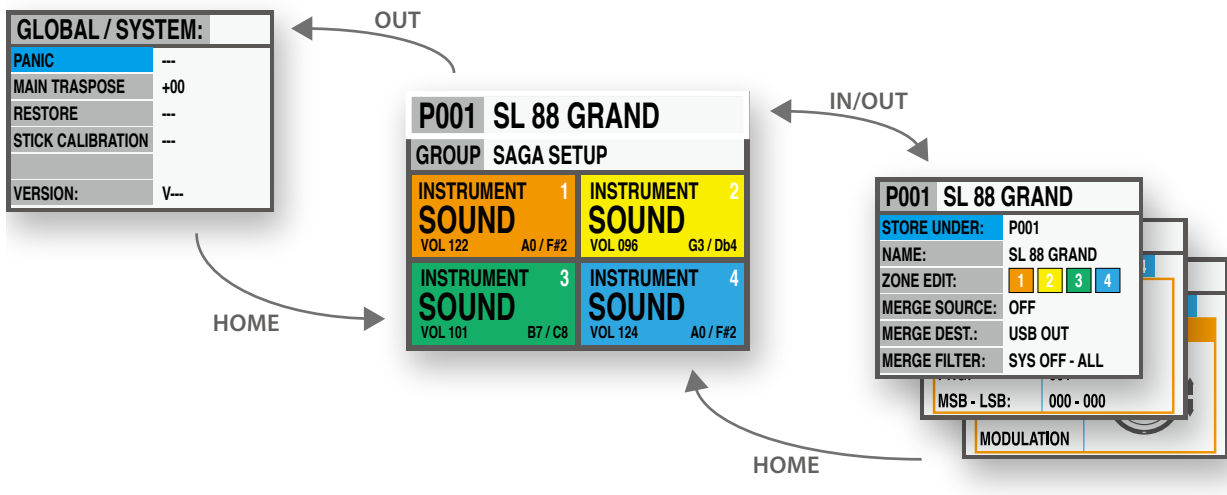 OUT
GLOBAL / SYSTEM:
PANIC ---
MAIN TRASPOSE +00
RESTORE ---
STICK CALIBRATION ---
VERSION: V---
HOME
P001 SL 88 GRAND
GROUP SAGA SETUP
INSTRUMENT 1
SOUND
VOL 122 A0 / F#2
INSTRUMENT 2
SOUND
VOL 096 G3 / Db4
INSTRUMENT 3
SOUND
VOL 101 B7 / C8
INSTRUMENT 4
SOUND
VOL 124 A0 / F#2
IN/OUT
P001 SL 88 GRAND
STORE UNDER: P001
NAME: SL 88 GRAND
ZONE EDIT: 1 2 3 4
MERGE SOURCE: OFF
MERGE DEST.: USB OUT
MERGE FILTER: SYS OFF - ALL
MSB - LSB: 000 - 000
MODULATION
HOME